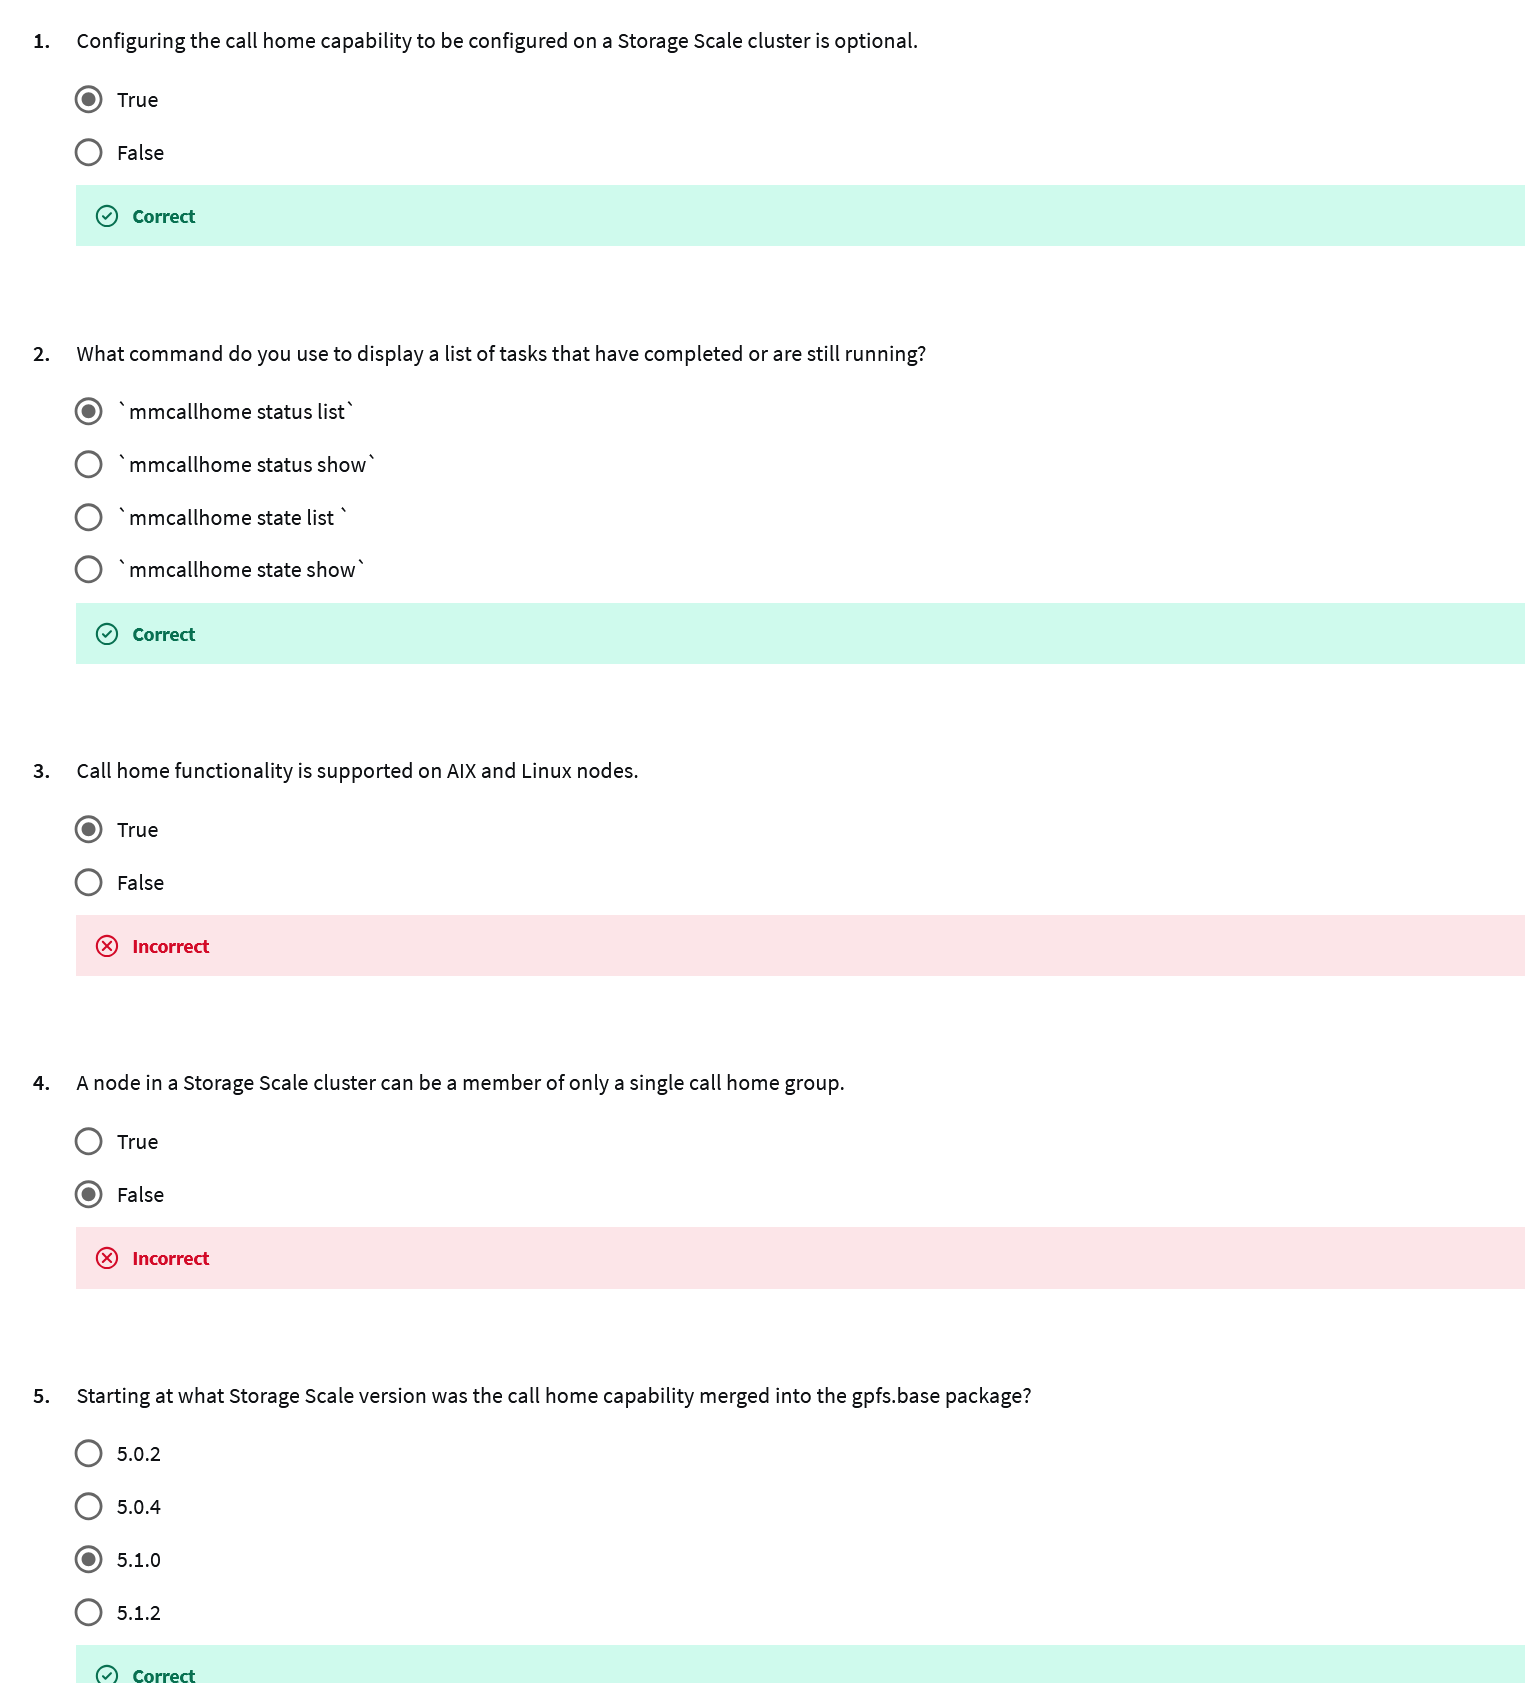 1. Configuring the call home capability to be configured on a Storage Scale cluster is optional.
True
False
Correct
2. What command do you use to display a list of tasks that have completed or are still running?
`mmcallhome status list`
`mmcallhome status show`
`mmcallhome state list `
`mmcallhome state show`
Correct
3. Call home functionality is supported on AIX and Linux nodes.
True
False
Incorrect
4. A node in a Storage Scale cluster can be a member of only a single call home group.
True
False
Incorrect
5. Starting at what Storage Scale version was the call home capability merged into the gpfs.base package?
5.0.2
5.0.4
5.1.0
5.1.2
Correct